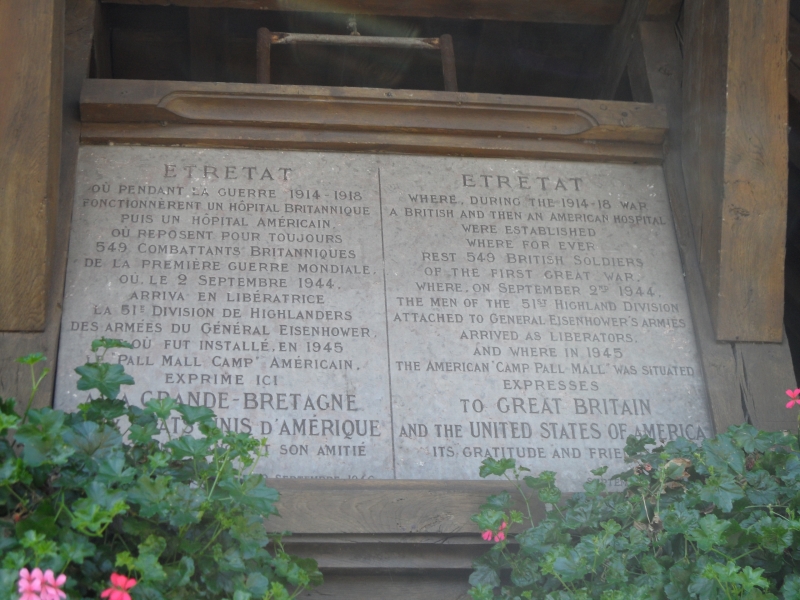 ETRETAT
OÙ PENDANT LA GUERRE 1914-1918
FONCTIONNÈRENT UN HÔPITAL BRITANNIQUE
PUIS UN HÔPITAL AMÉRICAIN,
OÙ REPOSENT POUR TOUJOURS
549 COMBATTANTS BRITANNIQUES
DE LA PREMIÈRE GUERRE MONDIALE,
OÙ, LE 2 SEPTEMBRE 1944,
ARRIVA EN LIBÉRATRICE
LA 51E DIVISION DE HIGHLANDERS
DES ARMÉES DU GÉNÉRAL EISENHOWER,
OÙ FUT INSTALLÉ, EN 1945
LE "PALL MALL CAMP" AMÉRICAIN,
EXPRIME ICI
À LA GRANDE-BRETAGNE
ÉTATS UNIS D'AMÉRIQUE
ET SON AMITIÉ
SEPTEMBRE
ETRETAT
WHERE, DURING THE 1914-18 WAR
A BRITISH AND THEN AN AMERICAN HOSPITAL
WERE ESTABLISHED
WHERE FOR EVER
REST 549 BRITISH SOLDIERS
OF THE FIRST GREAT WAR,
WHERE, ON SEPTEMBER 2ND 1944,
THE MEN OF THE 51ST HIGHLAND DIVISION
ATTACHED TO GENERAL EISENHOWER'S ARMIES
ARRIVED AS LIBERATORS,
AND WHERE IN 1945
THE AMERICAN "CAMP PALL MALL" WAS SITUATED
EXPRESSES
TO GREAT BRITAIN
AND THE UNITED STATES OF AMERICA
ITS GRATITUDE AND